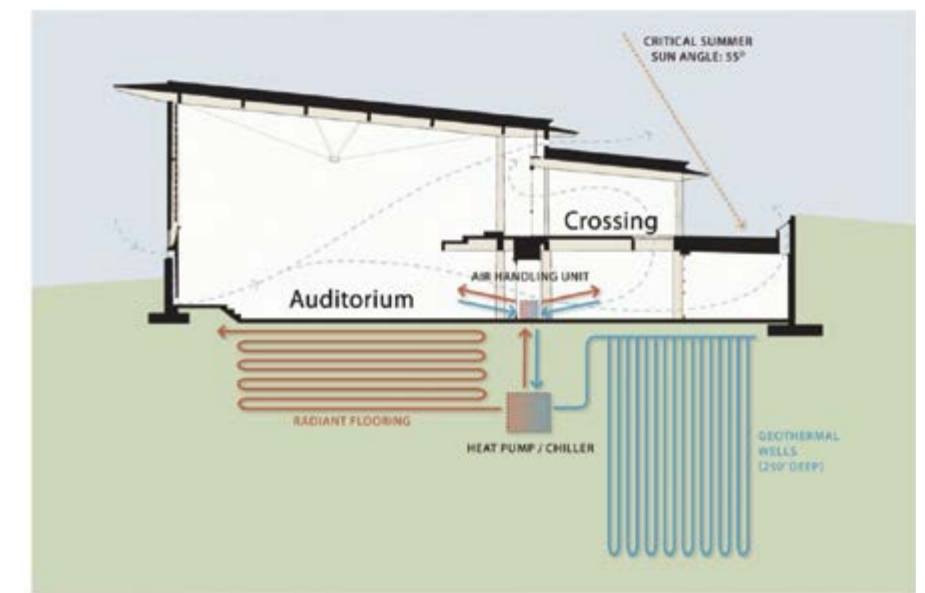 CRITICAL SUMMER
SUN ANGLE: 55°
Crossing
AIR HANDLING UNIT
Auditorium
RADIANT FLOORING
HEAT PUMP / CHILLER
GEOTHERMAL
WELLS
(250' DEEP)